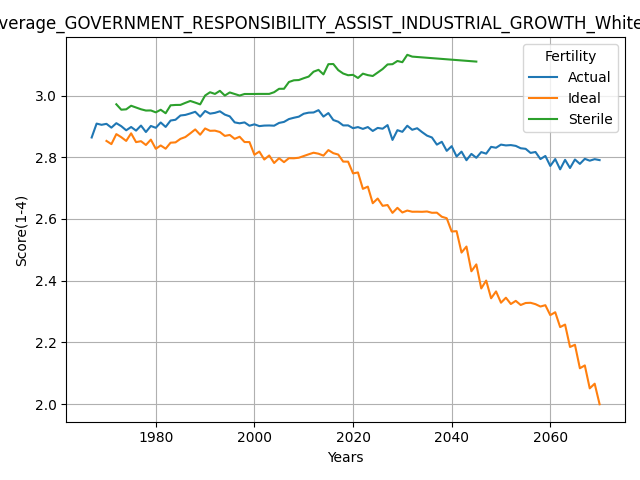 verage_GOVERNMENT_RESPONSIBILITY_ASSIST_INDUSTRIAL_GROWTH_White
Fertility
Actual
Ideal
Sterile
Score(1-4)
3.0
2.8
2.6
2.4
2.2
2.0
1980 2000 2020 2040 2060
Years